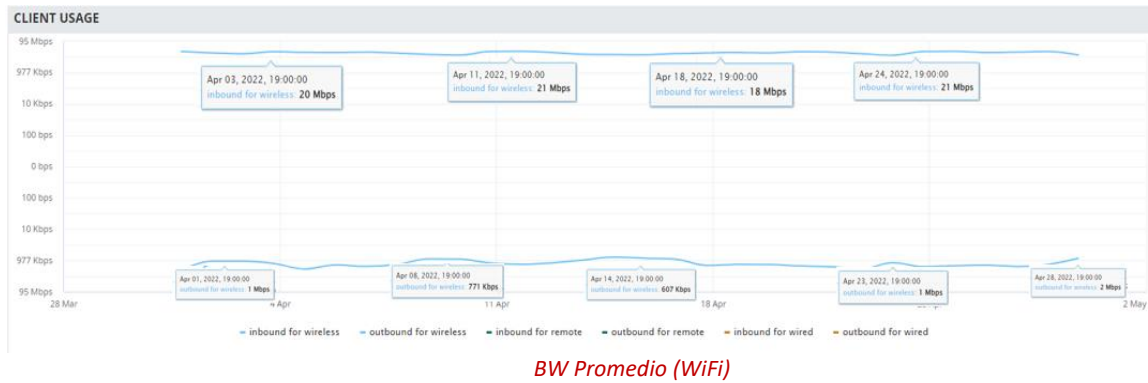 CLIENT USAGE
95 Mbps
977 Kbps
10 Kbps
100 bps
0 bps
100 bps
10 Kbps
977 Kbps
95 Mbps
Apr 03, 2022, 19:00:00
inbound for wireless: 20 Mbps
Apr 11, 2022, 19:00:00
inbound for wireless: 21 Mbps
Apr 18, 2022, 19:00:00
inbound for wireless: 18 Mbps
Apr 24, 2022, 19:00:00
inbound for wireless: 21 Mbps
Apr 01, 2022, 19:00:00
outbound for wireless: 1 Mbps
Apr 08, 2022, 19:00:00
outbound for wireless: 771 Kbps
Apr 14, 2022, 19:00:00
outbound for wireless: 607 Kbps
Apr 23, 2022, 19:00:00
outbound for wireless: 1 Mbps
Apr 28, 2022, 19:00:00
outbound for wireless: 2 Mbps
28 Mar
4 Apr
11 Apr
18 Apr
2 May
inbound for wireless
outbound for wireless
inbound for remote
outbound for remote
inbound for wired
outbound for wired
BW Promedio (WiFi)